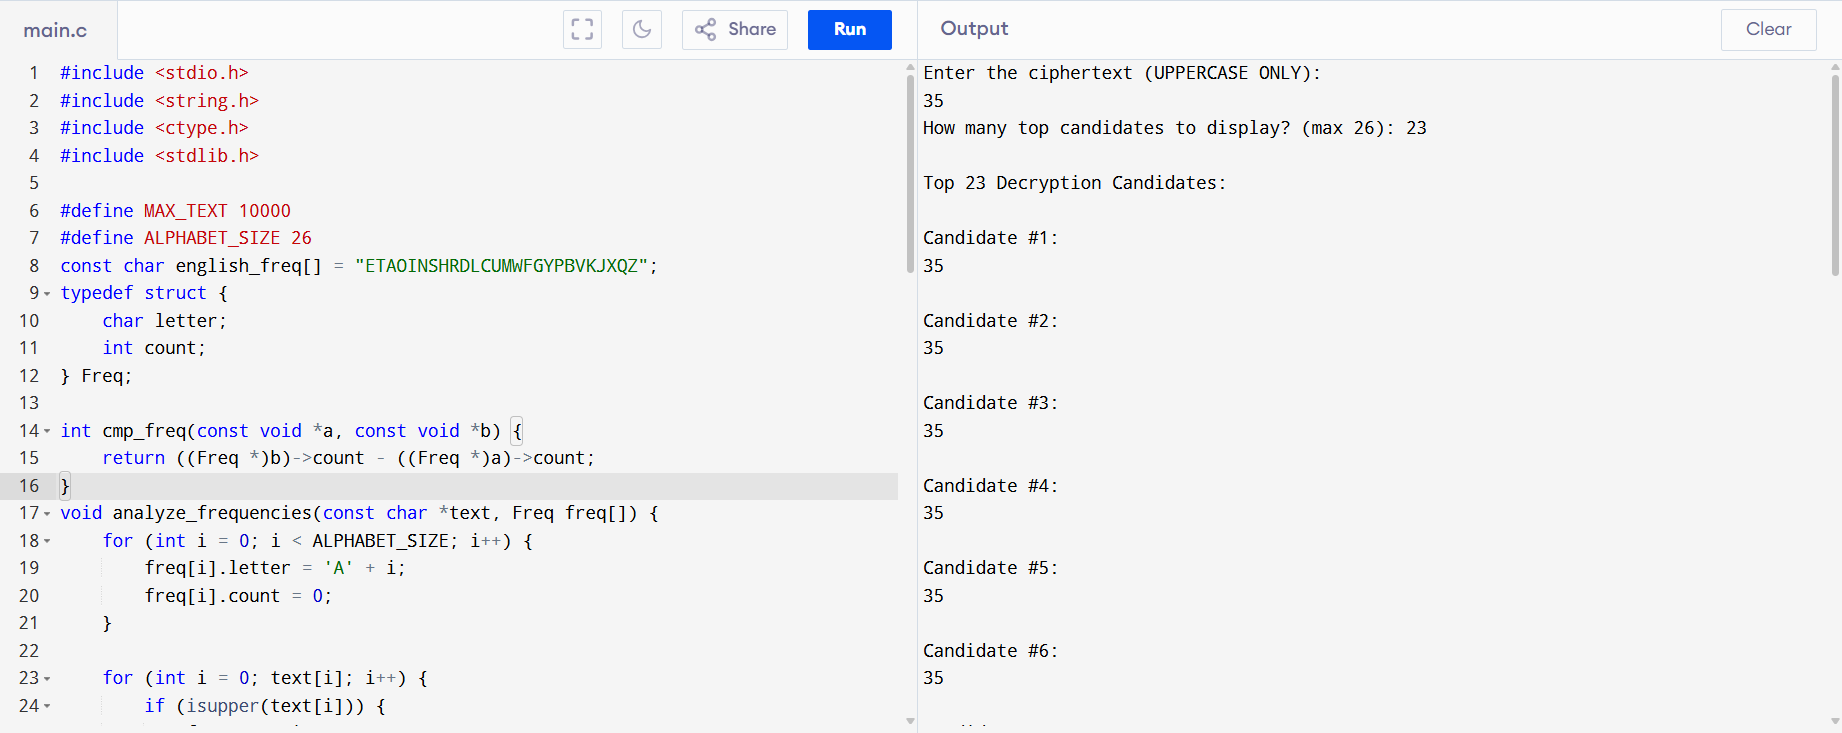 main.c
Share
Run
Output
Clear
1 #include <stdio.h>
2 #include <string.h>
3 #include <ctype.h>
4 #include <stdlib.h>
5
6 #define MAX_TEXT 10000
7 #define ALPHABET_SIZE 26
8 const char english_freq[] = "ETAOINSHRDLCUMWFGYPBVKJXQZ";
9 typedef struct {
10     char letter;
11     int count;
12 } Freq;
13
14 int cmp_freq(const void *a, const void *b) {
15     return ((Freq *)b)->count - ((Freq *)a)->count;
16 }
17 void analyze_frequencies(const char *text, Freq freq[]) {
18     for (int i = 0; i < ALPHABET_SIZE; i++) {
19         freq[i].letter = 'A' + i;
20         freq[i].count = 0;
21     }
22
23     for (int i = 0; text[i]; i++) {
24         if (isupper(text[i])) {
Enter the ciphertext (UPPERCASE ONLY):
35
How many top candidates to display? (max 26): 23
Top 23 Decryption Candidates:
Candidate #1:
35
Candidate #2:
35
Candidate #3:
35
Candidate #4:
35
Candidate #5:
35
Candidate #6:
35